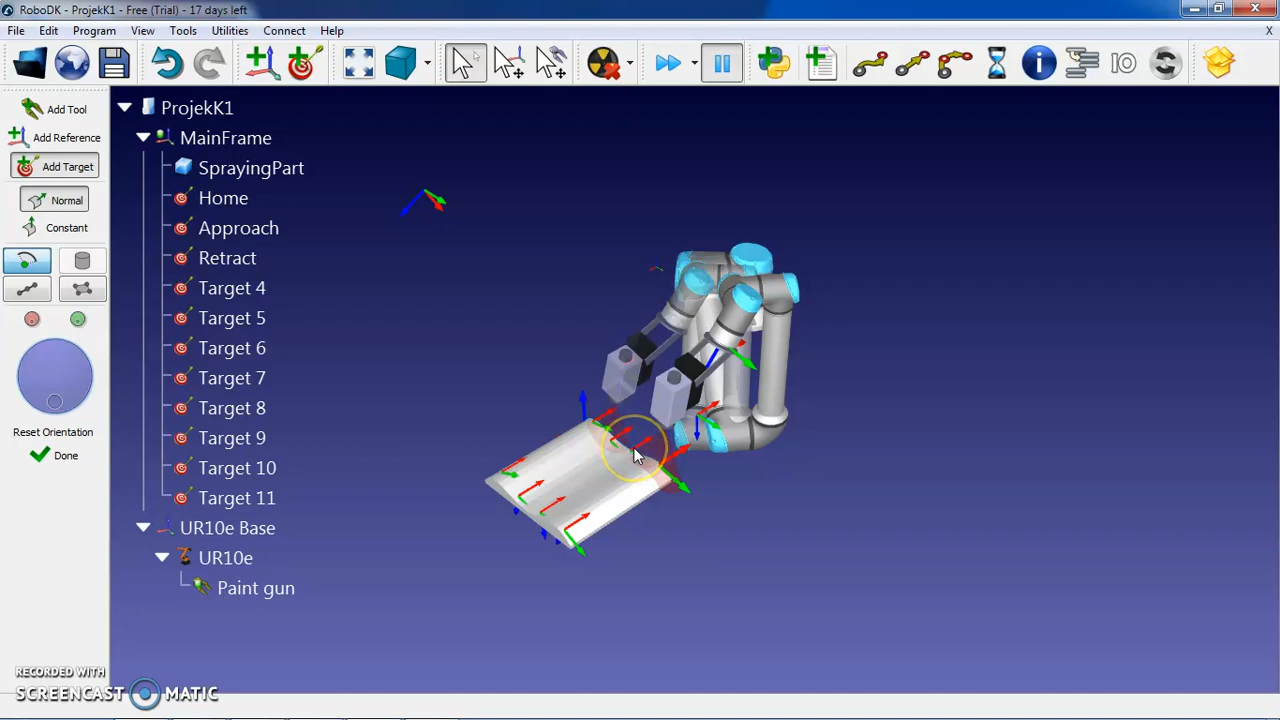 RoboDK - ProjekK1 - Free (Trial) - 17 days left
File Edit Program View Tools Utilities Connect Help X
Add Tool
Add Reference
Add Target
Normal
Constant
Reset Orientation
Done
ProjekK1
MainFrame
SprayingPart
Home
Approach
Retract
Target 4
Target 5
Target 6
Target 7
Target 8
Target 9
Target 10
Target 11
UR10e Base
UR10e
Paint gun
IO
RECORDED WITH
SCREENCAST MATIC